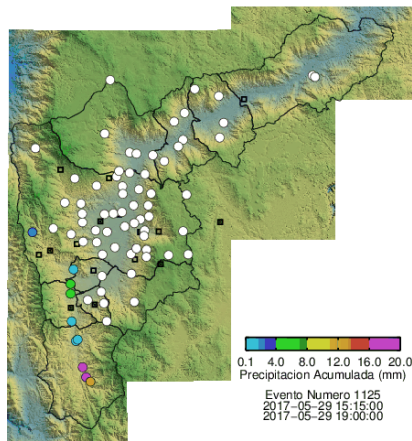 0.1 4.0 8.0 12.0 16.0 20.0
Precipitacion Acumulada (mm)
Evento Numero 1125
2017-05-29 15:15:00
2017-05-29 19:00:00